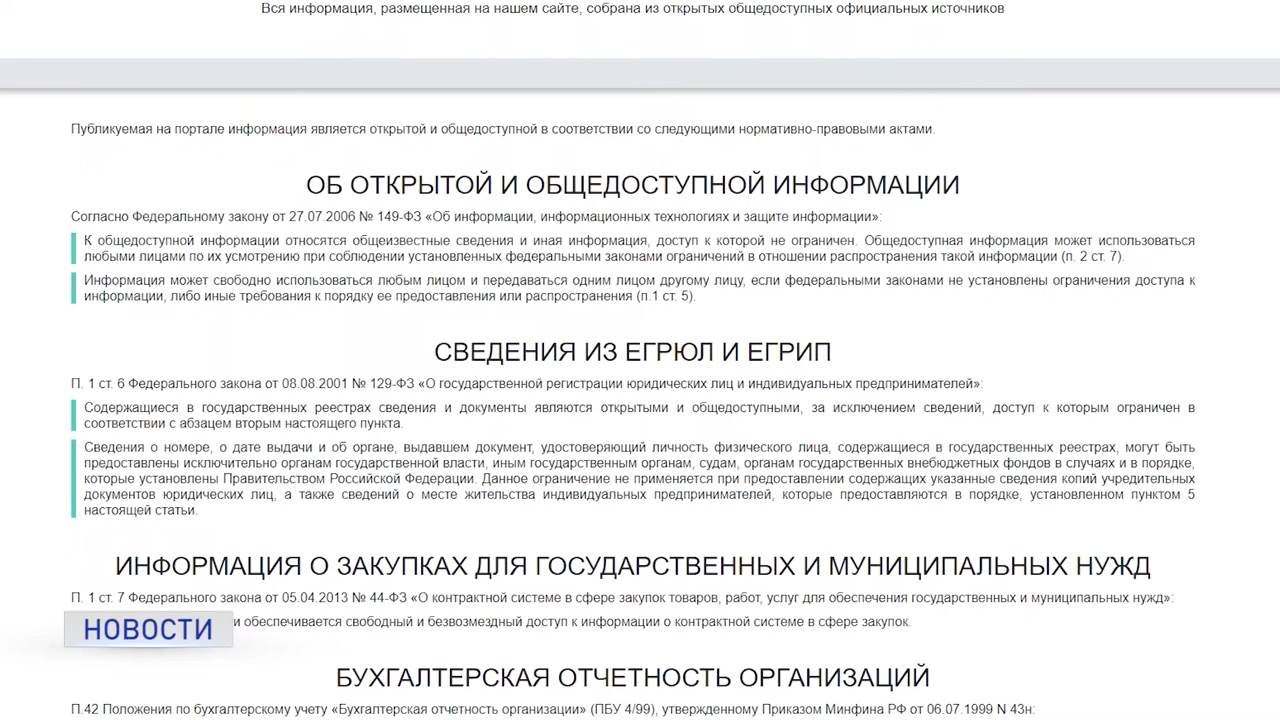 Вся информация, размещенная на нашем сайте, собрана из открытых общедоступных официальных источников
Публикуемая на портале информация является открытой и общедоступной в соответствии со следующими нормативно-правовыми актами.
ОБ ОТКРЫТОЙ И ОБЩЕДОСТУПНОЙ ИНФОРМАЦИИ
Согласно Федеральному закону от 27.07.2006 № 149-ФЗ «Об информации, информационных технологиях и защите информации»:
К общедоступной информации относятся общеизвестные сведения и иная информация, доступ к которой не ограничен. Общедоступная информация может использоваться
любыми лицами по их усмотрению при соблюдении установленных федеральными законами ограничений в отношении распространения такой информации (п. 2 ст. 7).
Информация может свободно использоваться любым лицом и передаваться одним лицом другому лицу, если федеральными законами не установлены ограничения доступа к
информации, либо иные требования к порядку ее предоставления или распространения (п.1 ст. 5).
СВЕДЕНИЯ ИЗ ЕГРЮЛ И ЕГРИП
П. 1 ст. 6 Федерального закона от 08.08.2001 № 129-ФЗ «О государственной регистрации юридических лиц и индивидуальных предпринимателей»:
Содержащиеся в государственных реестрах сведения и документы являются открытыми и общедоступными, за исключением сведений, доступ к которым ограничен в
соответствии с абзацем вторым настоящего пункта.
Сведения о номере, о дате выдачи и об органе, выдавшем документ, удостоверяющий личность физического лица, содержащиеся в государственных реестрах, могут быть
предоставлены исключительно органам государственной власти, иным государственным органам, судам, органам государственных внебюджетных фондов в случаях и в порядке,
которые установлены Правительством Российской Федерации. Данное ограничение не применяется при предоставлении содержащих указанные сведения копий учредительных
документов юридических лиц, а также сведений о месте жительства индивидуальных предпринимателей, которые предоставляются в порядке, установленном пунктом 5
настоящей статьи.
ИНФОРМАЦИЯ О ЗАКУПКАХ ДЛЯ ГОСУДАРСТВЕННЫХ И МУНИЦИПАЛЬНЫХ НУЖД
П. 1 ст. 7 Федерального закона от 05.04.2013 № 44-ФЗ «О контрактной системе в сфере закупок товаров, работ, услуг для обеспечения государственных и муниципальных нужд»:
и обеспечивается свободный и безвозмездный доступ к информации о контрактной системе в сфере закупок.
НОВОСТИ
БУХГАЛТЕРСКАЯ ОТЧЕТНОСТЬ ОРГАНИЗАЦИЙ
П.42 Положения по бухгалтерскому учету «Бухгалтерская отчетность организации» (ПБУ 4/99), утвержденному Приказом Минфина РФ от 06.07.1999 N 43н: